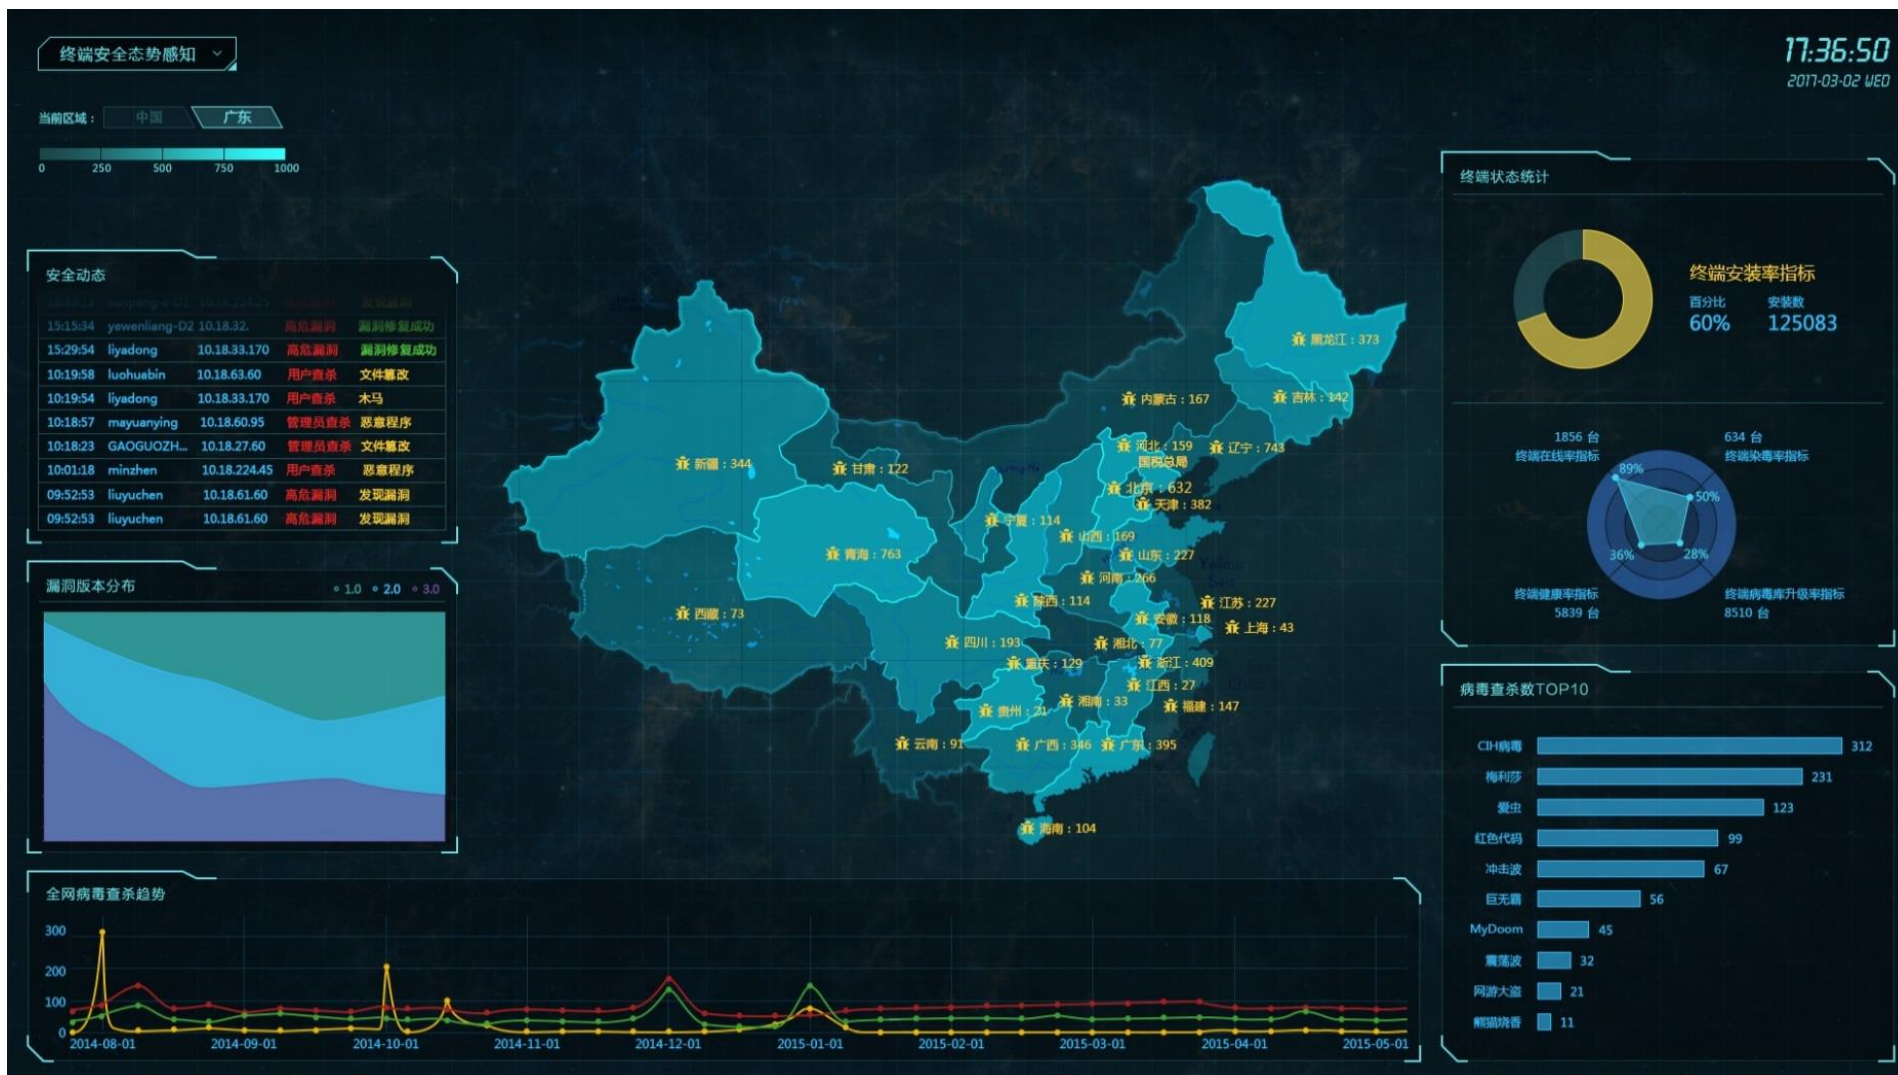 终端安全态势感知
17:36:50
2017-03-02 WED
当前区域： 中国 广东
0 250 500 750 1000
安全动态
15:15:34 yewenliang-D2 10.18.32. 高危漏洞 漏洞修复成功
15:29:54 liyadong 10.18.33.170 高危漏洞 漏洞修复成功
10:19:58 luohuabin 10.18.63.60 用户查杀 文件篡改
10:19:54 liyadong 10.18.33.170 用户查杀 木马
10:18:57 mayuanying 10.18.60.95 管理员查杀 恶意程序
10:18:23 GAOGUOZH... 10.18.27.60 管理员查杀 文件篡改
10:01:18 minzhen 10.18.224.45 用户查杀 恶意程序
09:52:53 liuyuchen 10.18.61.60 高危漏洞 发现漏洞
09:52:53 liuyuchen 10.18.61.60 高危漏洞 发现漏洞
漏洞版本分布
1.0 2.0 3.0
黑龙江：373
内蒙古：167
吉林：142
河北：159
辽宁：743
国税总局
新疆：344
甘肃：122
北京：632
天津：382
宁夏：114
山西：169
青海：763
山东：227
河南：266
陕西：114
江苏：227
西藏：73
安徽：118
上海：43
四川：193
湘北：77
重庆：129
浙江：409
江西：27
湘南：33
贵州：21
福建：147
云南：91
广西：346
广东：395
海南：104
Yellow
Sea
终端状态统计
终端安装率指标
百分比 安装数
60% 125083
1856 台
终端在线率指标
634 台
终端染毒率指标
89%
50%
36%
28%
终端健康率指标
5839 台
终端病毒库升级率指标
8510 台
病毒查杀数TOP10
CIH病毒 312
梅利莎 231
爱虫 123
红色代码 99
冲击波 67
巨无霸 56
MyDoom 45
震荡波 32
网游大盗 21
熊猫烧香 11
全网病毒查杀趋势
300
200
100
0
2014-08-01 2014-09-01 2014-10-01 2014-11-01 2014-12-01 2015-01-01 2015-02-01 2015-03-01 2015-04-01 2015-05-01